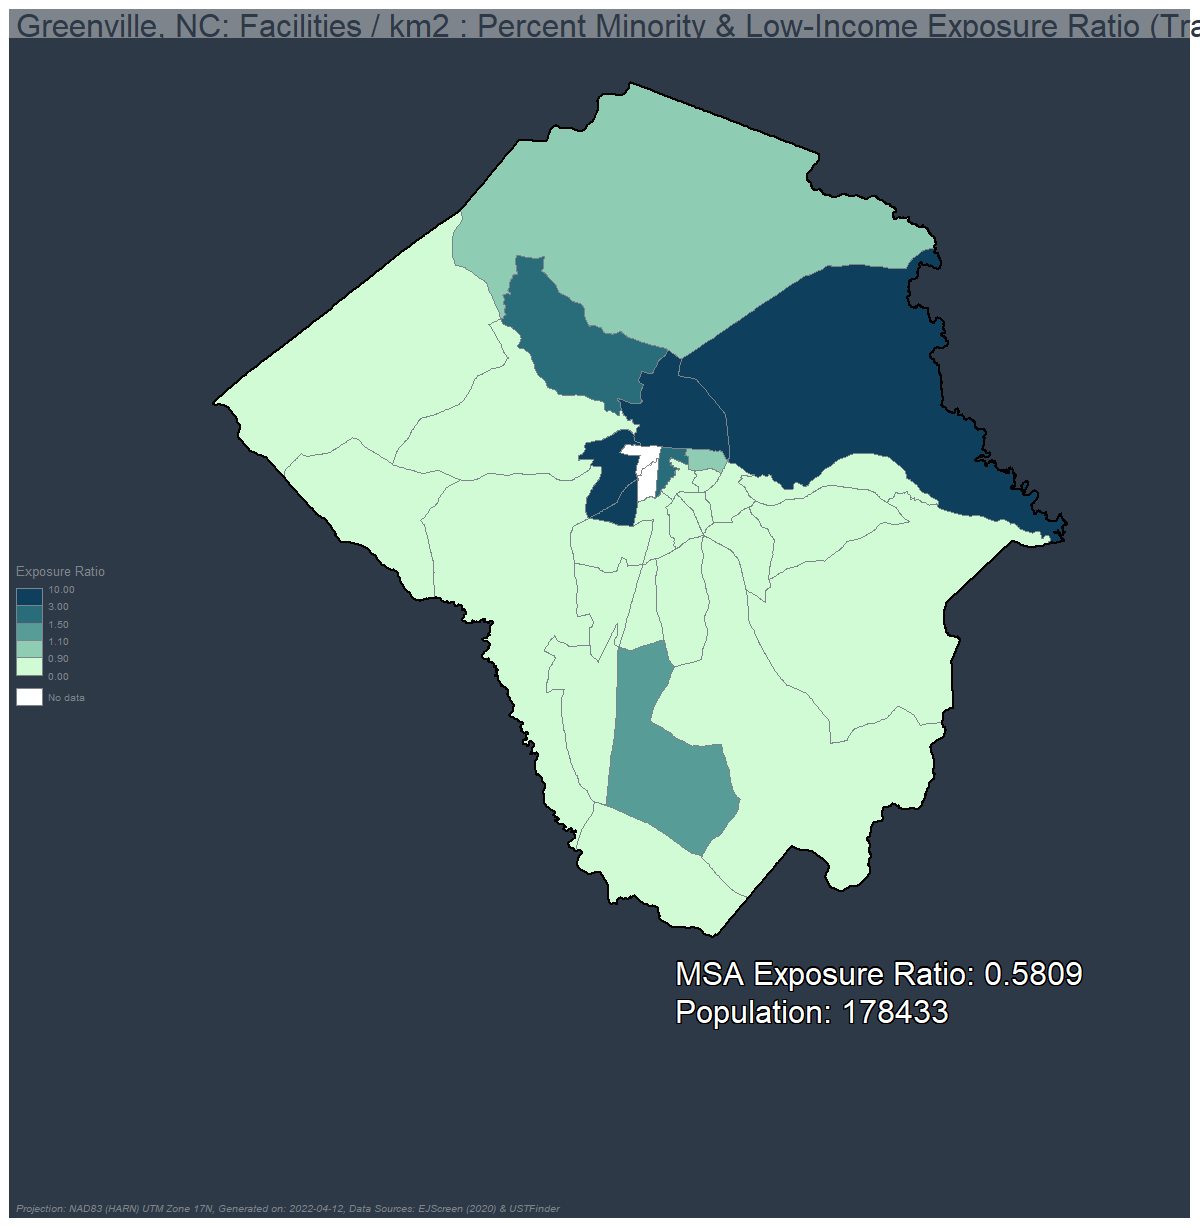 Greenville, NC: Facilities / km2 : Percent Minority & Low-Income Exposure Ratio (Tra
Exposure Ratio
10.00
3.00
1.50
1.10
0.90
0.00
No data
MSA Exposure Ratio: 0.5809
Population: 178433
Projection: NAD83 (HARN) UTM Zone 17N, Generated on: 2022-04-12, Data Sources: EJScreen (2020) & USTFinder